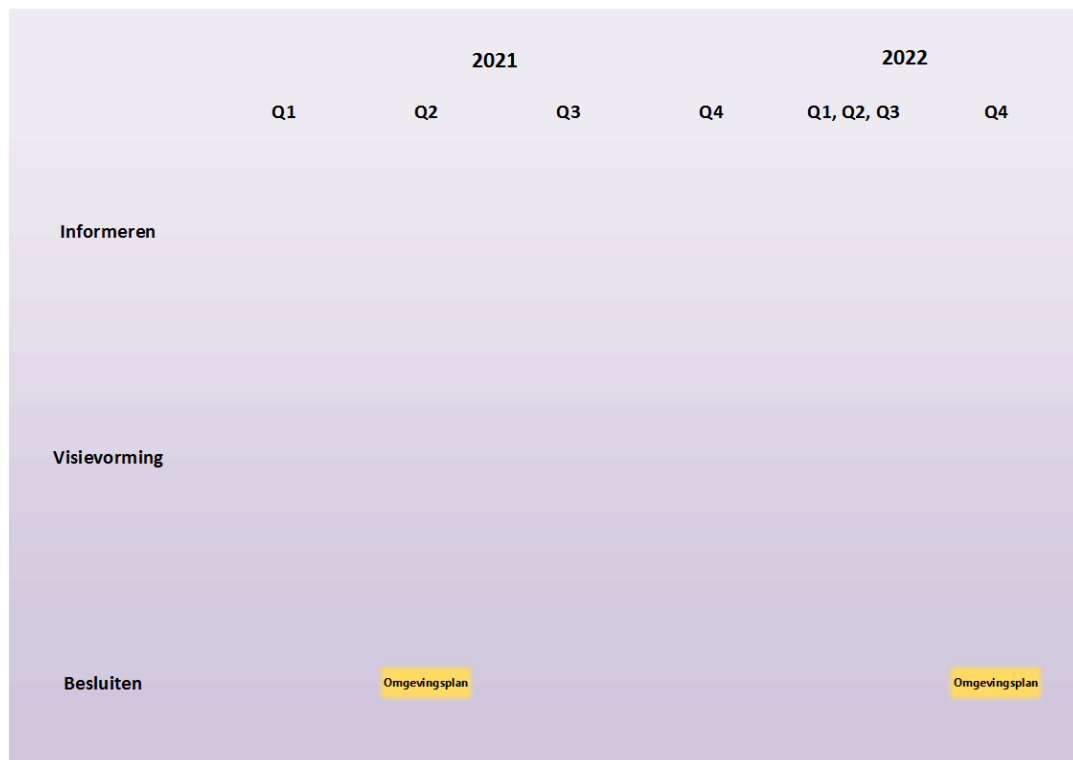 2021 2022
Q1 Q2 Q3 Q4 Q1, Q2, Q3 Q4
Informeren
Visievorming
Besluiten Omgevingsplan Omgevingsplan